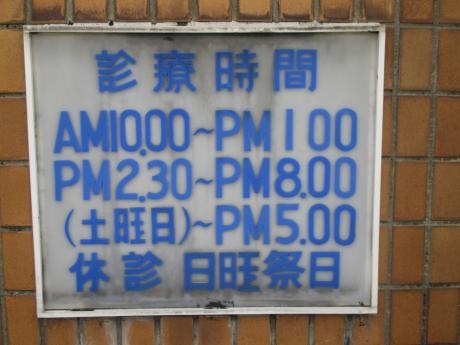 診療時間
AM10.00~PM1 00
PM2.30~PM8.00
(土旺日)~PM5.00
休診 日旺祭日